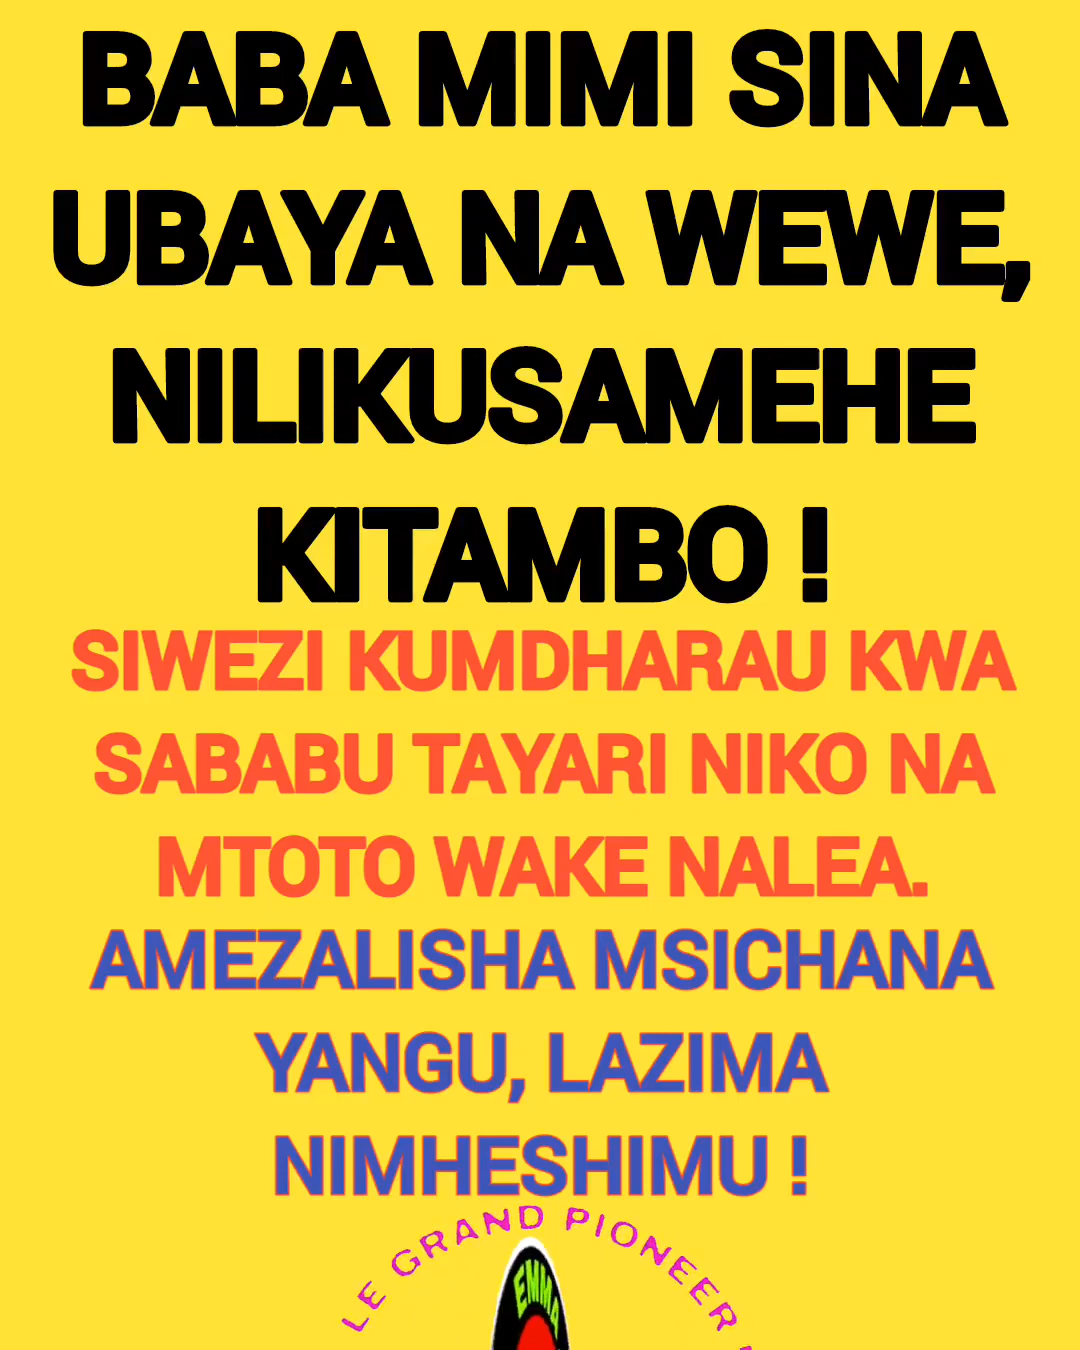 BABA MIMI SINA
UBAYA NA WEWE,
NILIKUSAMEHE
KITAMBO !
SIWEZI KUMDHARAU KWA
SABABU TAYARI NIKO NA
MTOTO WAKE NALEA.
AMEZALISHA MSICHANA
YANGU, LAZIMA
NIMHESHIMU !
LE GRAND PIONEER
EMMA